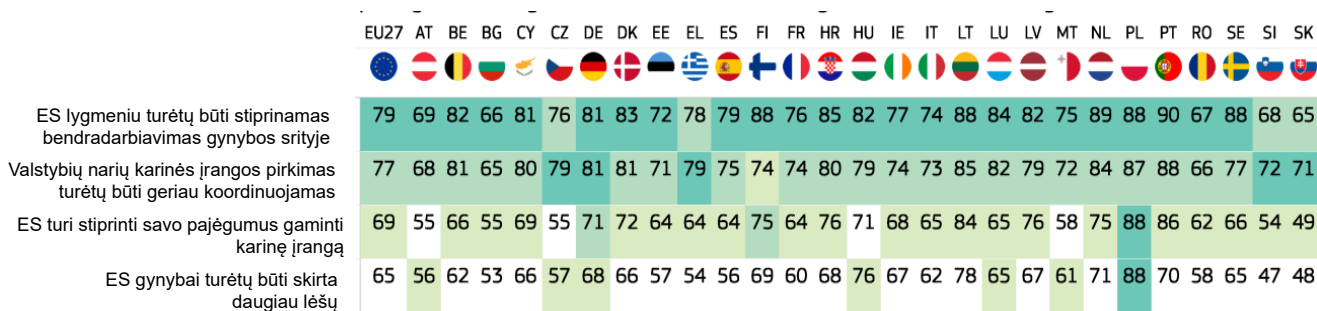 EU27 AT BE BG CY CZ DE DK EE EL ES FI FR HR HU IE IT LT LU LV MT NL PL PT RO SE SI SK
ES lygmeniu turėtų būti stiprinamas
bendradarbiavimas gynybos srityje
79 69 82 66 81 76 81 83 72 78 79 88 76 85 82 77 74 88 84 82 75 89 88 90 67 88 68 65
Valstybių narių karinės įrangos pirkimas
turėtų būti geriau koordinuojamas
77 68 81 65 80 79 81 81 71 79 75 74 74 80 79 74 73 85 82 79 72 84 87 88 66 77 72 71
ES turi stiprinti savo pajėgumus gaminti
karinę įrangą
69 55 66 55 69 55 71 72 64 64 64 75 64 76 71 68 65 84 65 76 58 75 88 86 62 66 54 49
ES gynybai turėtų būti skirta
daugiau lėšų
65 56 62 53 66 57 68 66 57 54 56 69 60 68 76 67 62 78 65 67 61 71 88 70 58 65 47 48